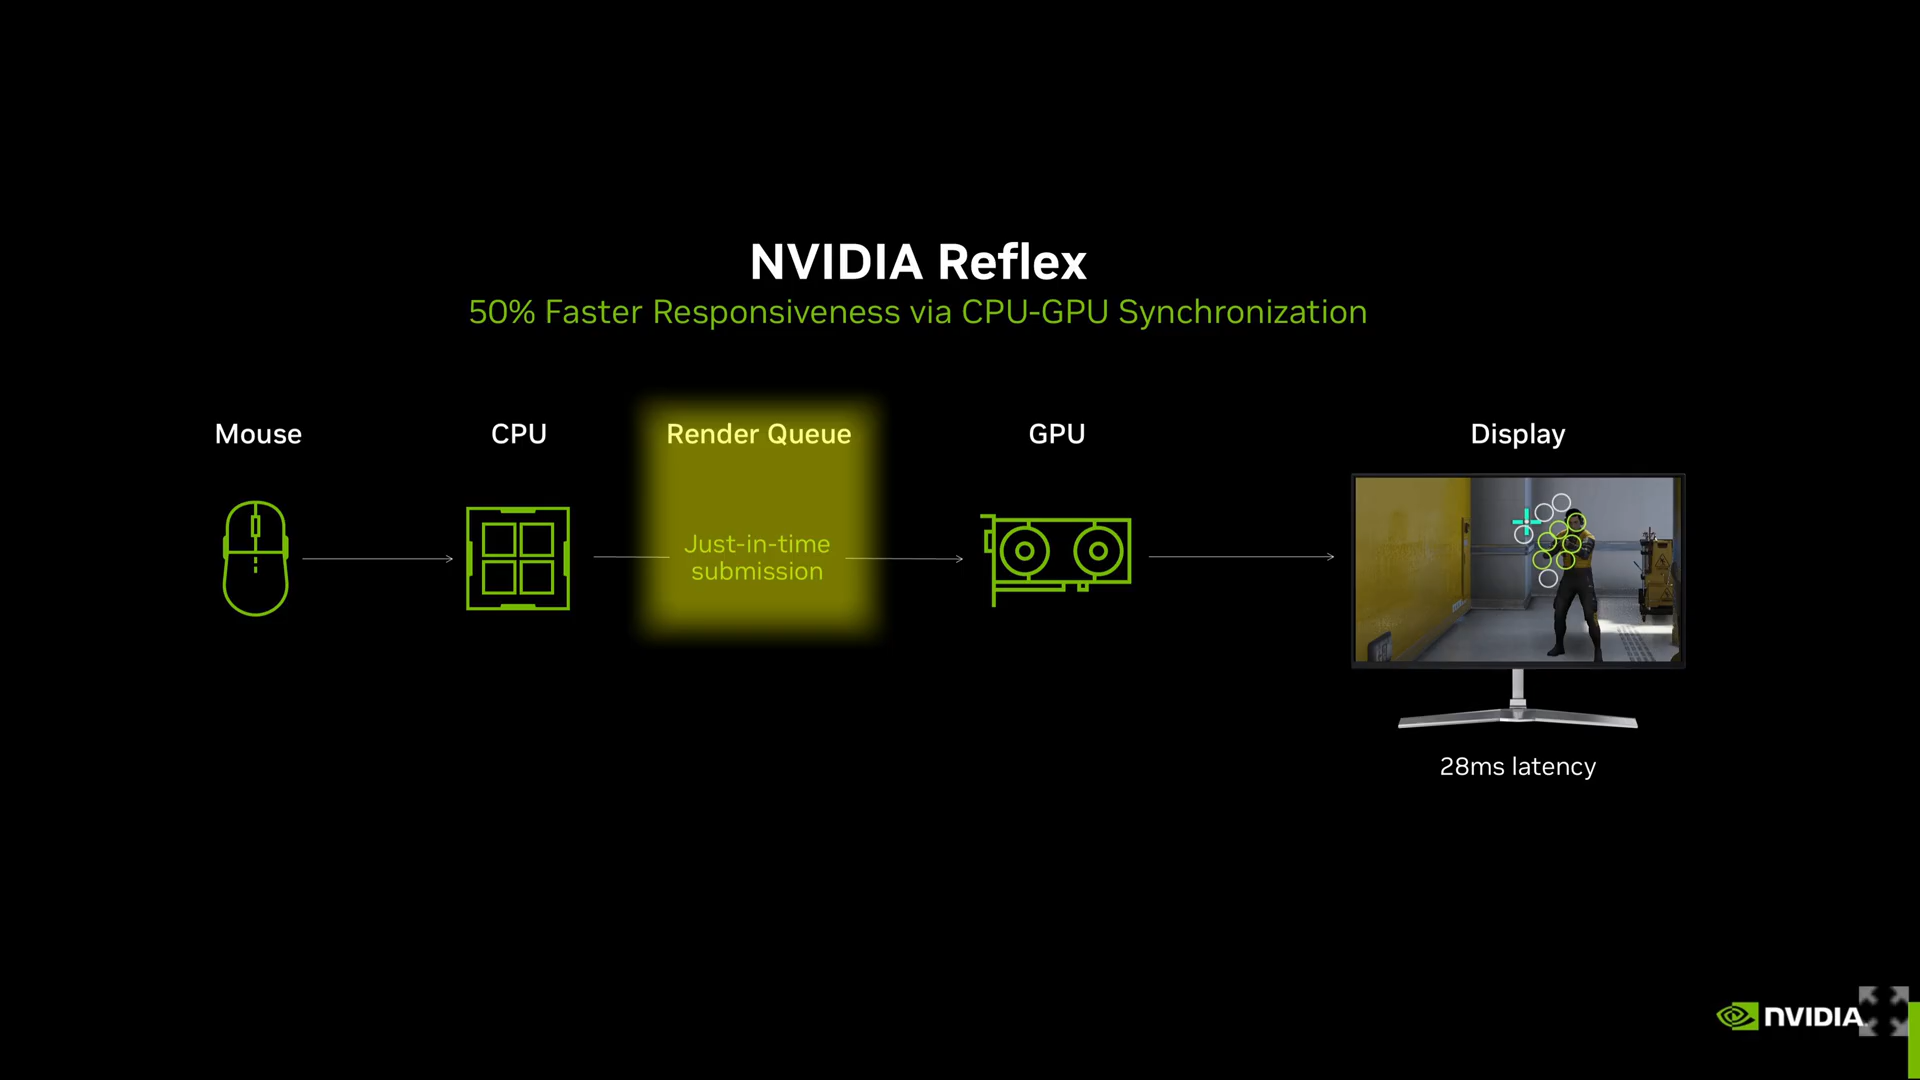 NVIDIA Reflex
50% Faster Responsiveness via CPU-GPU Synchronization
Mouse
CPU
Render Queue
GPU
Display
Just-in-time
submission
28ms latency
NVIDIA